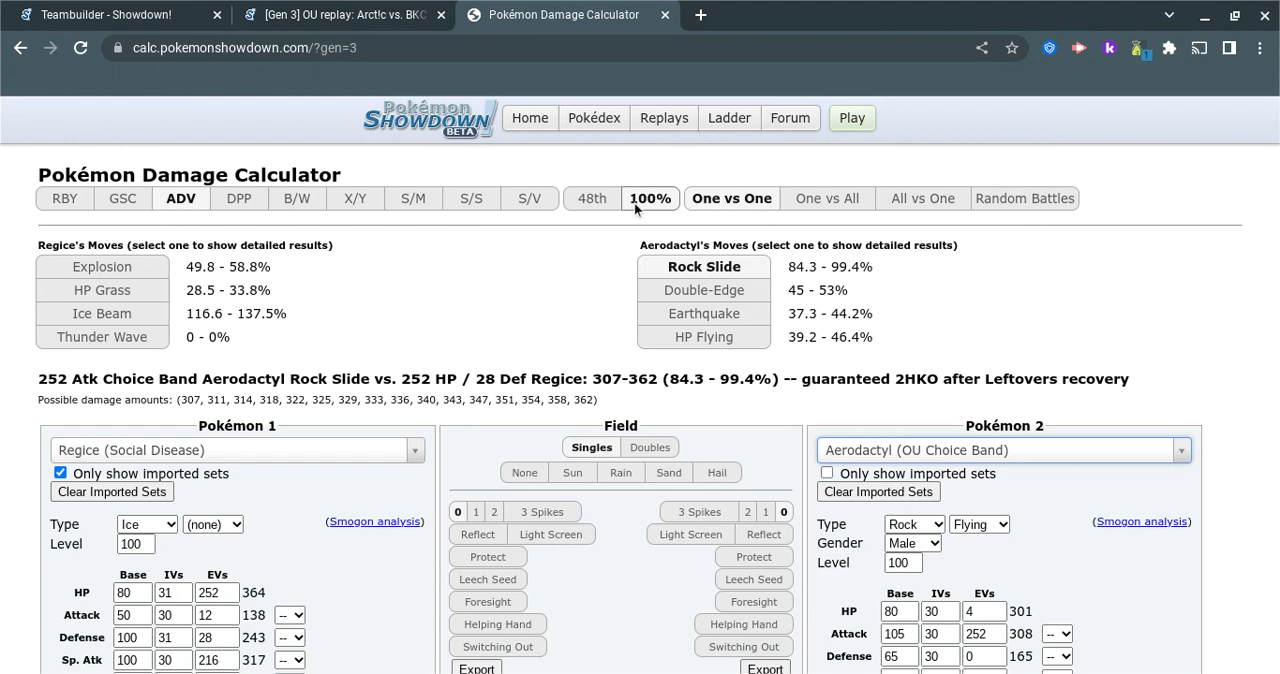 Teambuilder - Showdown!
[Gen 3] OU replay: Arct!c vs. BKC
Pokémon Damage Calculator
calc.pokemonshowdown.com/?gen=3
1
Pokémon
SHOWDOWN!
BETA
Home Pokédex Replays Ladder Forum Play
Pokémon Damage Calculator
RBY GSC ADV DPP B/W X/Y S/M S/S S/V 48th 100% One vs One One vs All All vs One Random Battles
Regice's Moves (select one to show detailed results)
Explosion 49.8 - 58.8%
HP Grass 28.5 - 33.8%
Ice Beam 116.6 - 137.5%
Thunder Wave 0 - 0%
Aerodactyl's Moves (select one to show detailed results)
Rock Slide 84.3 - 99.4%
Double-Edge 45 - 53%
Earthquake 37.3 - 44.2%
HP Flying 39.2 - 46.4%
252 Atk Choice Band Aerodactyl Rock Slide vs. 252 HP / 28 Def Regice: 307-362 (84.3 - 99.4%) -- guaranteed 2HKO after Leftovers recovery
Possible damage amounts: (307, 311, 314, 318, 322, 325, 329, 333, 336, 340, 343, 347, 351, 354, 358, 362)
Pokémon 1
Regice (Social Disease)
Only show imported sets
Clear Imported Sets
Type Ice (none) (Smogon analysis)
Level 100
Base IVs EVs
HP 80 31 252 364
Attack 50 30 12 138 --
Defense 100 31 28 243 --
Sp. Atk 100 30 216 317 --
Field
Singles Doubles
None Sun Rain Sand Hail
0 1 2 3 Spikes 3 Spikes 2 1 0
Reflect Light Screen Light Screen Reflect
Protect Protect
Leech Seed Leech Seed
Foresight Foresight
Helping Hand Helping Hand
Switching Out Switching Out
Export Export
Pokémon 2
Aerodactyl (OU Choice Band)
Only show imported sets
Clear Imported Sets
Type Rock Flying (Smogon analysis)
Gender Male
Level 100
Base IVs EVs
HP 80 30 4 301
Attack 105 30 252 308 --
Defense 65 30 0 165 --